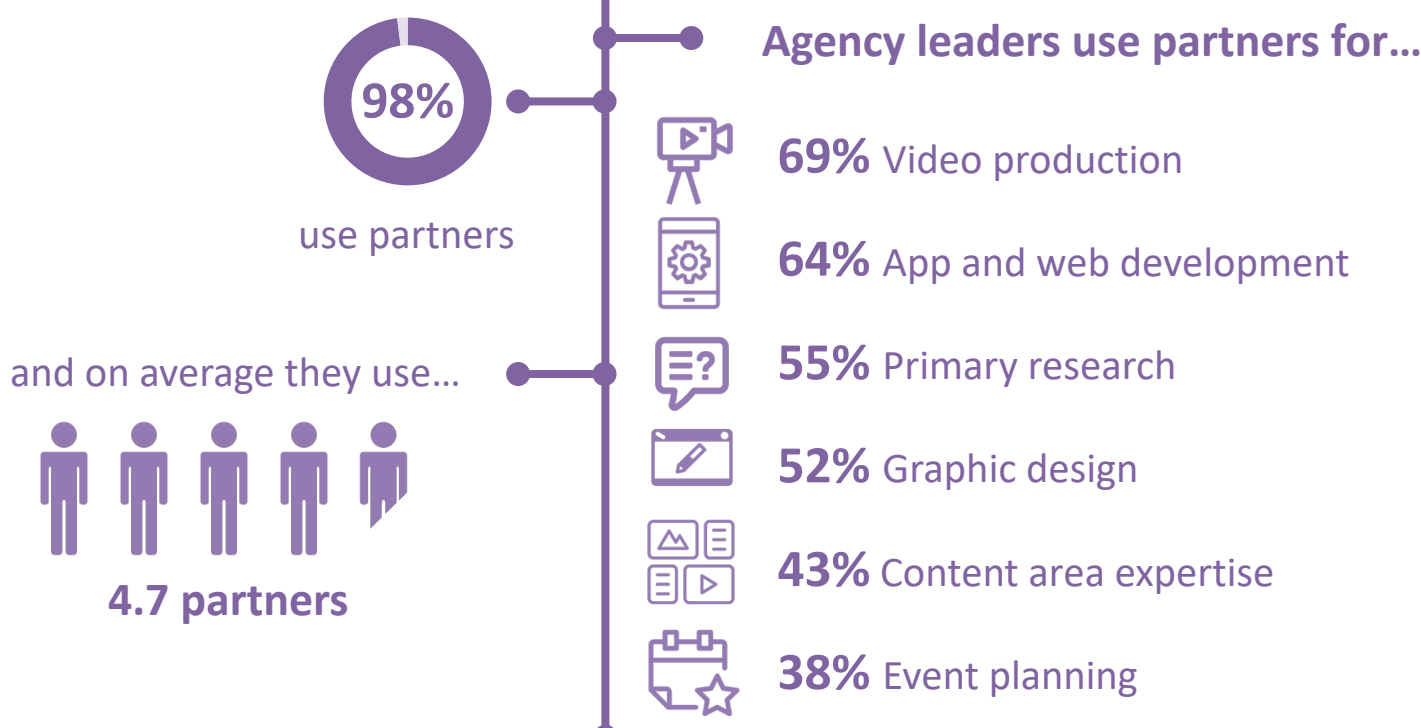 98%
use partners
and on average they use...
4.7 partners
Agency leaders use partners for...
69% Video production
64% App and web development
?
55% Primary research
52% Graphic design
43% Content area expertise
38% Event planning